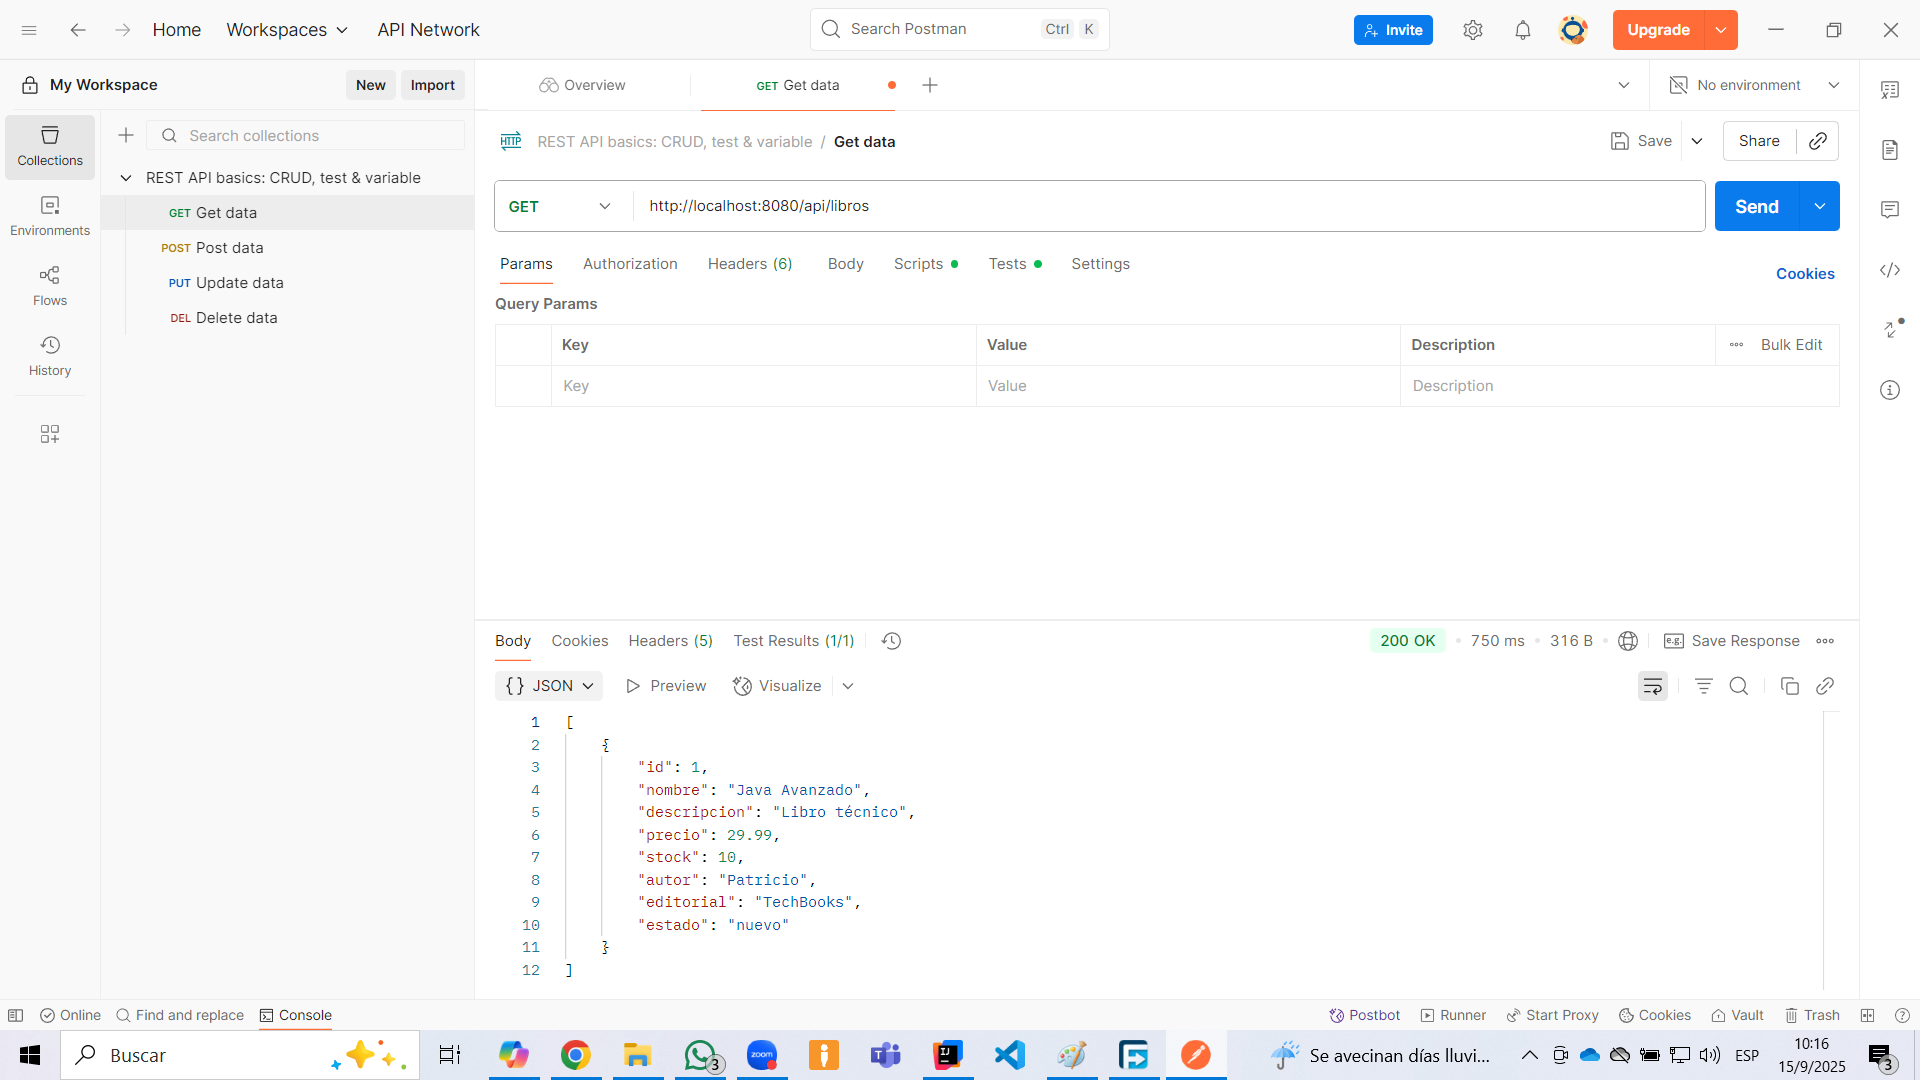 Home
Workspaces
API Network
Search Postman
Ctrl K
Invite
Upgrade
My Workspace
New
Import
Overview
GET Get data
No environment
Collections
Environments
Flows
History
Search collections
REST API basics: CRUD, test & variable
GET Get data
POST Post data
PUT Update data
DEL Delete data
HTTP REST API basics: CRUD, test & variable / Get data
Save
Share
GET
http://localhost:8080/api/libros
Send
Params
Authorization
Headers (6)
Body
Scripts
Tests
Settings
Cookies
Query Params
Key Value Description Bulk Edit
Key Value Description
Body
Cookies
Headers (5)
Test Results (1/1)
200 OK
750 ms
316 B
e.g. Save Response
{} JSON
Preview
Visualize
1 [
2 {
3 "id": 1,
4 "nombre": "Java Avanzado",
5 "descripcion": "Libro técnico",
6 "precio": 29.99,
7 "stock": 10,
8 "autor": "Patricio",
9 "editorial": "TechBooks",
10 "estado": "nuevo"
11 }
12 ]
Online
Find and replace
Console
Postbot
Runner
Start Proxy
Cookies
Vault
Trash
Buscar
3
zoom
IJ
Se avecinan días lluvi...
ESP
10:16
15/9/2025
3